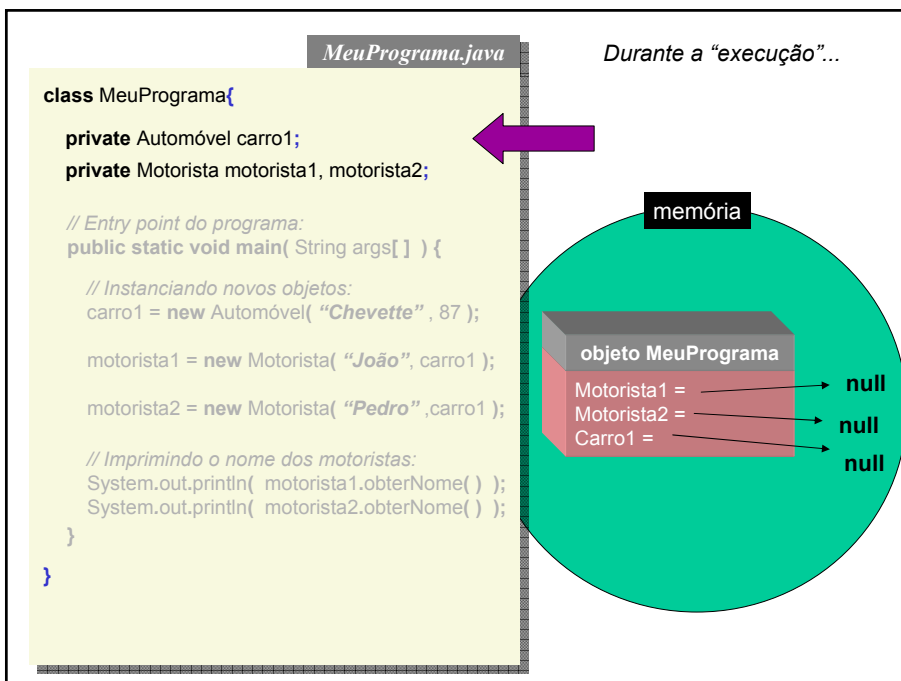 MeuPrograma.java
Durante a “execução”...
class MeuPrograma{
private Automóvel carro1;
private Motorista motorista1, motorista2;
// Entry point do programa:
public static void main( String args[ ] ) {
// Instanciando novos objetos:
carro1 = new Automóvel( “Chevette” , 87 );
motorista1 = new Motorista( “João”, carro1 );
motorista2 = new Motorista( “Pedro” ,carro1 );
// Imprimindo o nome dos motoristas:
System.out.println( motorista1.obterNome( ) );
System.out.println( motorista2.obterNome( ) );
}
}
memória
objeto MeuPrograma
Motorista1 = null
Motorista2 = null
Carro1 = null